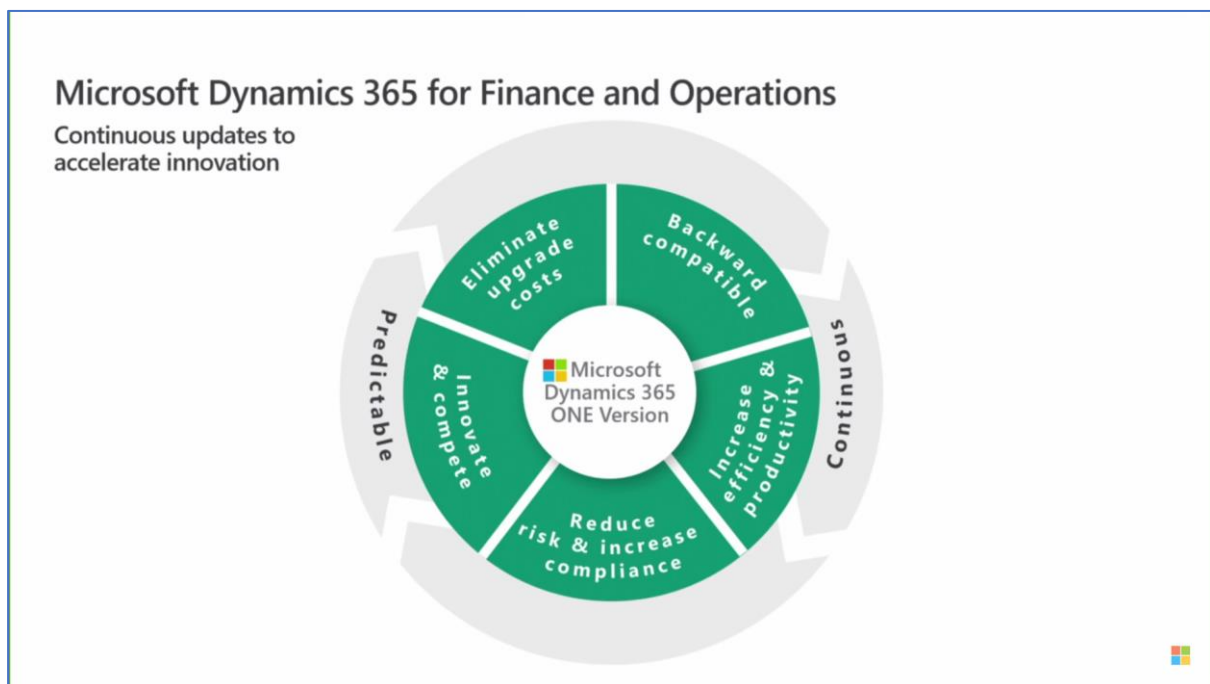 Microsoft Dynamics 365 for Finance and Operations
Continuous updates to
accelerate innovation
Eliminate
upgrade
costs
Backward
compatible
Predictable
Innovate
& compete
Microsoft
Dynamics 365
ONE Version
Increase
efficiency &
productivity
Continnous
Reduce
risk & increase
compliance